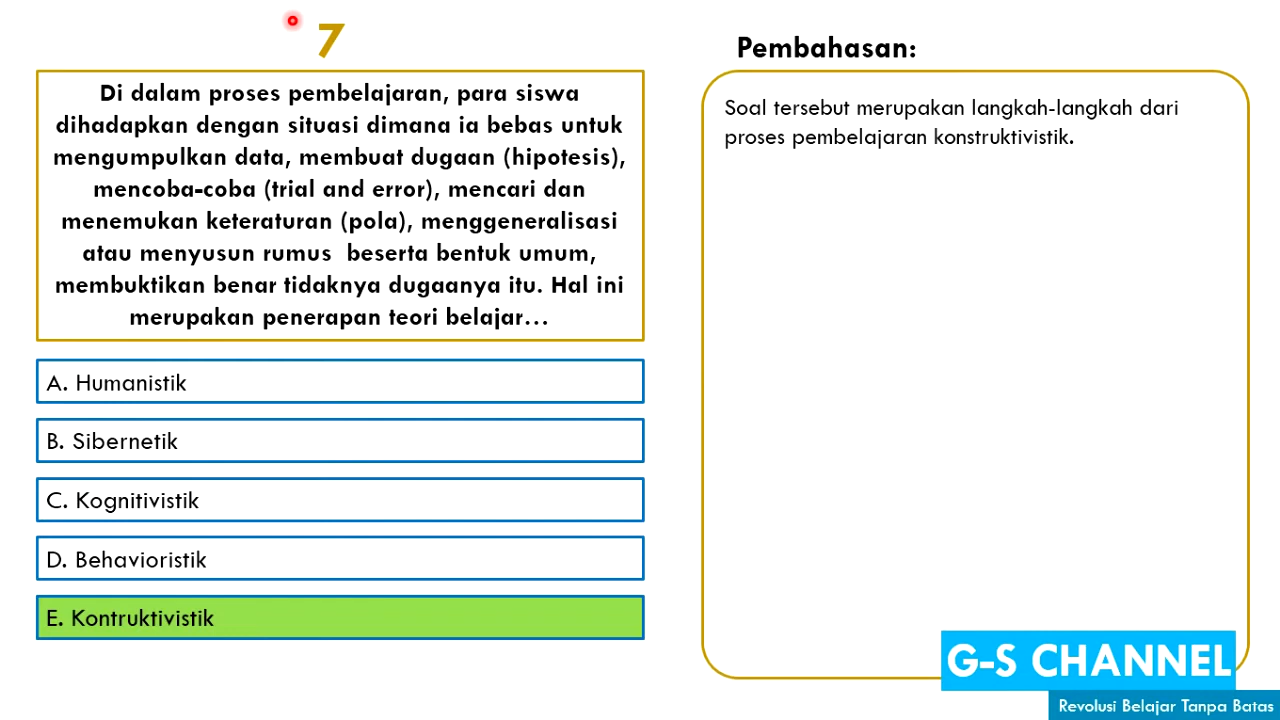 7
Di dalam proses pembelajaran, para siswa
dihadapkan dengan situasi dimana ia bebas untuk
mengumpulkan data, membuat dugaan (hipotesis),
mencoba-coba (trial and error), mencari dan
menemukan keteraturan (pola), menggeneralisasi
atau menyusun rumus beserta bentuk umum,
membuktikan benar tidaknya dugaanya itu. Hal ini
merupakan penerapan teori belajar...
A. Humanistik
B. Sibernetik
C. Kognitivistik
D. Behavioristik
E. Kontruktivistik
Pembahasan:
Soal tersebut merupakan langkah-langkah dari
proses pembelajaran konstruktivistik.
G-S CHANNEL
Revolusi Belajar Tanpa Batas